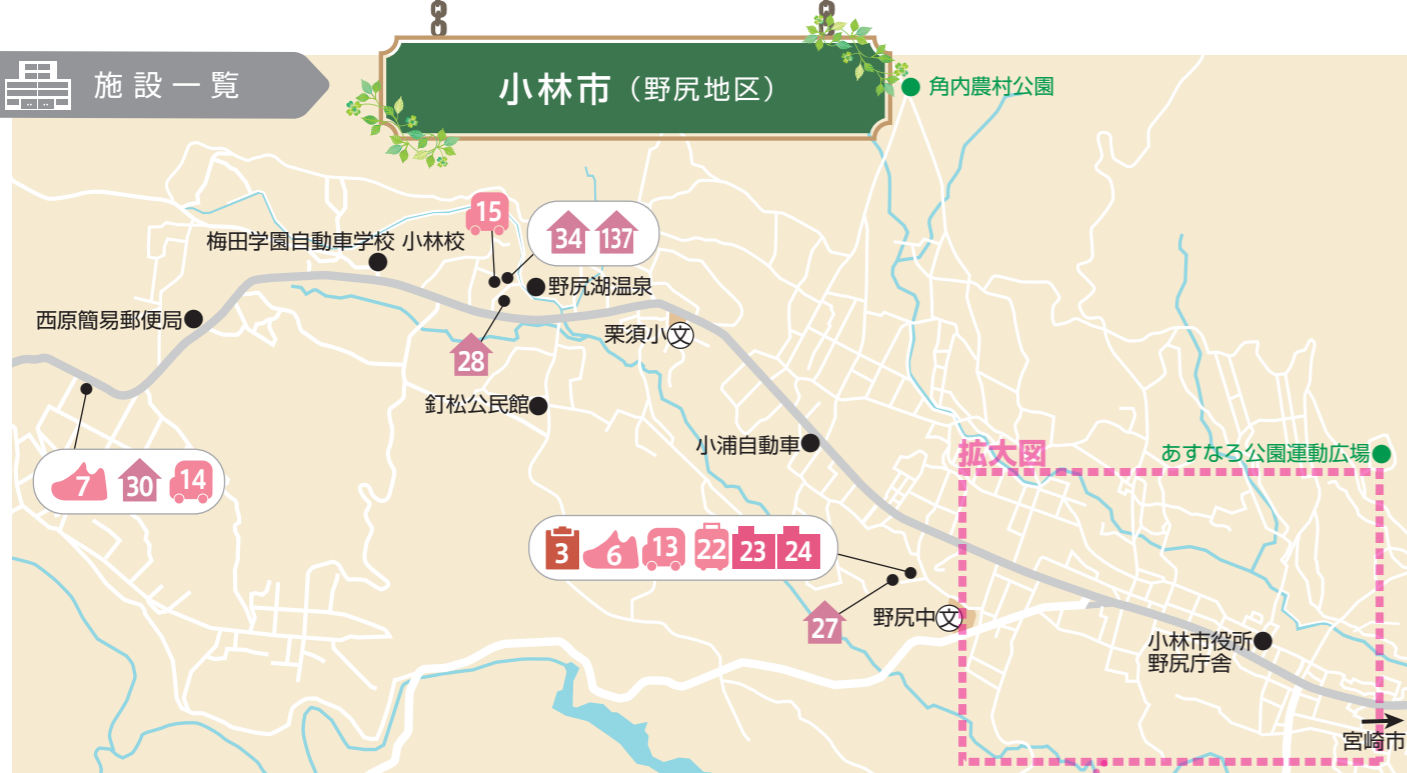 施設一覧
小林市（野尻地区）
角内農村公園
15
34 137
梅田学園自動車学校 小林校
野尻湖温泉
西原簡易郵便局
栗須小 文
28
釘松公民館
小浦自動車
拡大図
あすなろ公園運動広場
7 30 14
3 6 13 22 23 24
27
野尻中 文
小林市役所
野尻庁舎
宮崎市